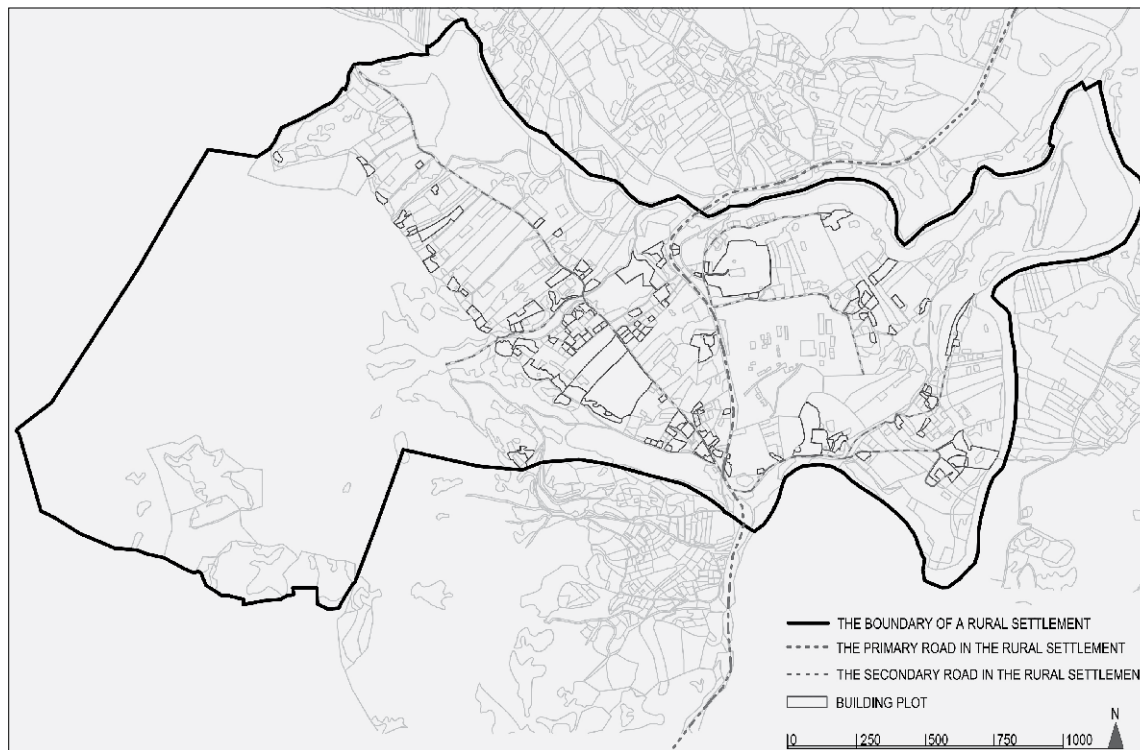 THE BOUNDARY OF A RURAL SETTLEMENT
THE PRIMARY ROAD IN THE RURAL SETTLEMENT
THE SECONDARY ROAD IN THE RURAL SETTLEMEN
BUILDING PLOT
N
0 250 500 750 1000